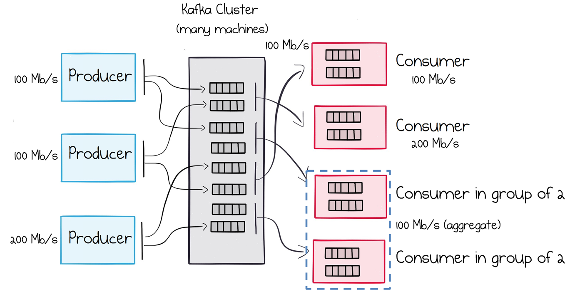 Kafka Cluster
(many machines)
100 Mb/s
Producer
100 Mb/s
Producer
200 Mb/s
Producer
100 Mb/s
Consumer
100 Mb/s
Consumer
200 Mb/s
Consumer in group of 2
100 Mb/s (aggregate)
Consumer in group of 2